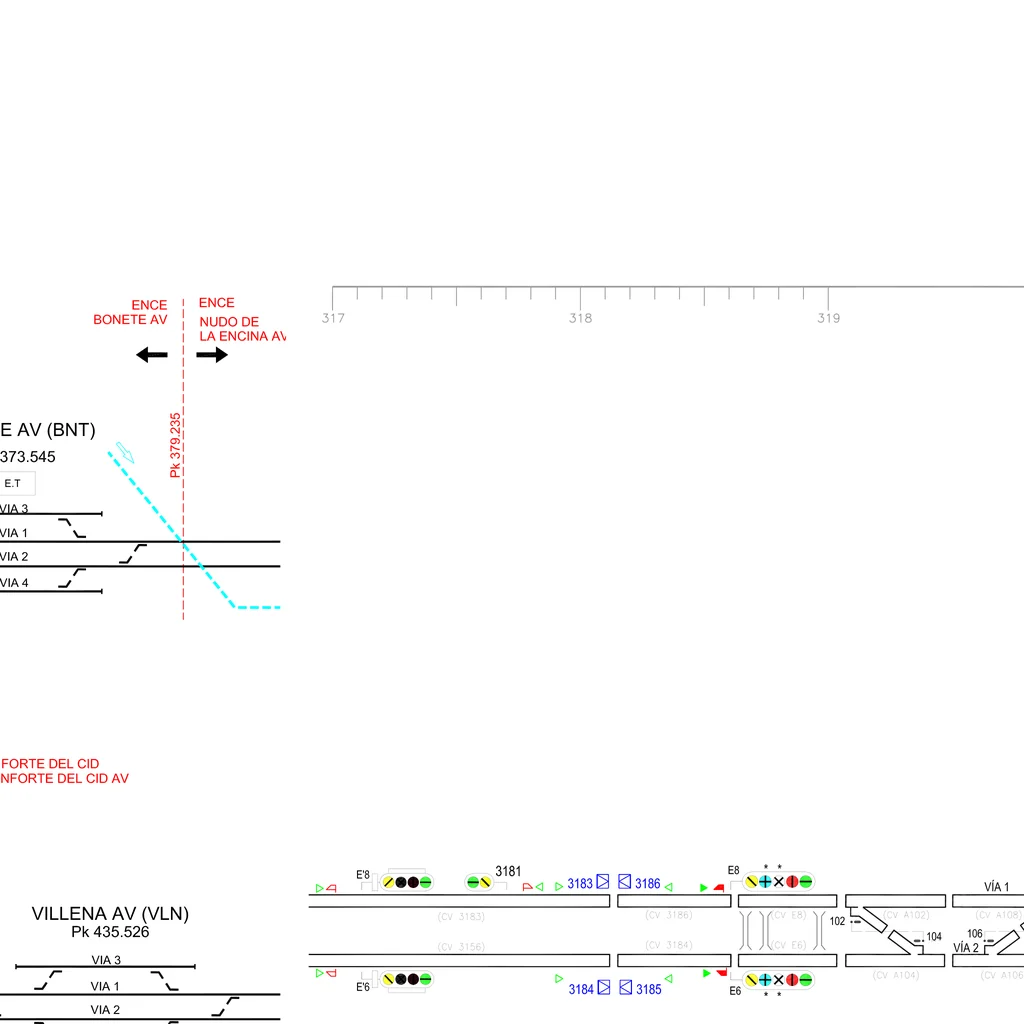 ENCE
BONETE AV
ENCE
NUDO DE
LA ENCINA AV
317
318
319
Pk 379.235
E AV (BNT)
373.545
E.T
VIA 3
VIA 1
VIA 2
VIA 4
FORTE DEL CID
NFORTE DEL CID AV
VILLENA AV (VLN)
Pk 435.526
VIA 3
VIA 1
VIA 2
E'8
3181
3183
3186
E8
* *
VÍA 1
(CV 3183)
(CV 3186)
(CV E8)
102
(CV A102)
(CV A108)
104
106
VÍA 2
(CV 3156)
(CV 3184)
(CV E6)
(CV A104)
(CV A106
E'6
3184
3185
E6
* *